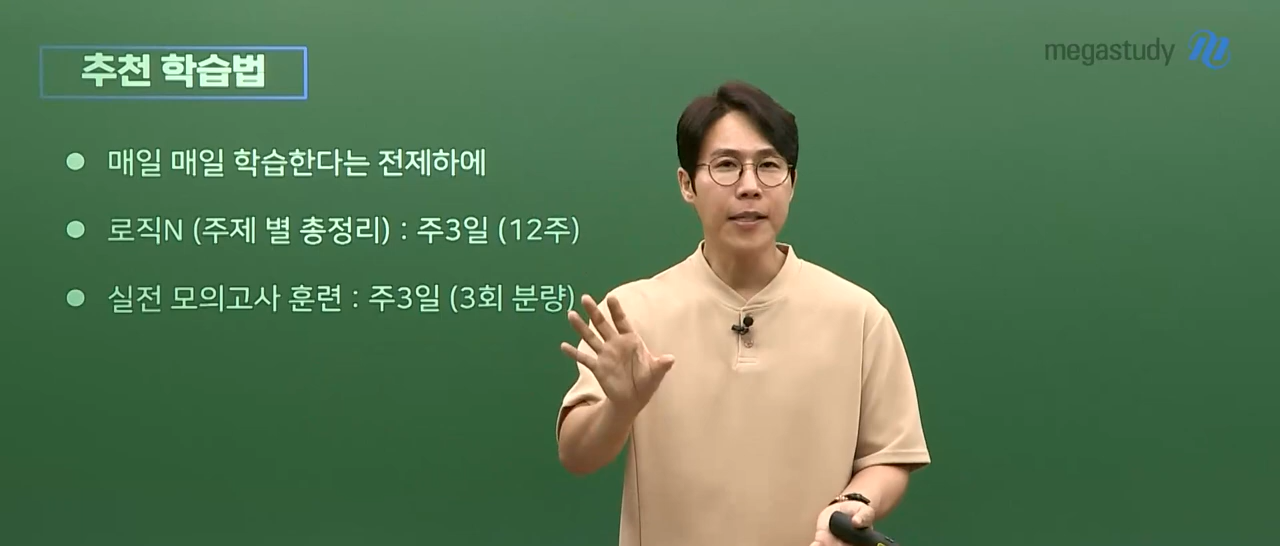 추천 학습법
megastudy
매일 매일 학습한다는 전제하에
로직N (주제 별 총정리) : 주3일 (12주)
실전 모의고사 훈련 : 주3일 (3회 분량)